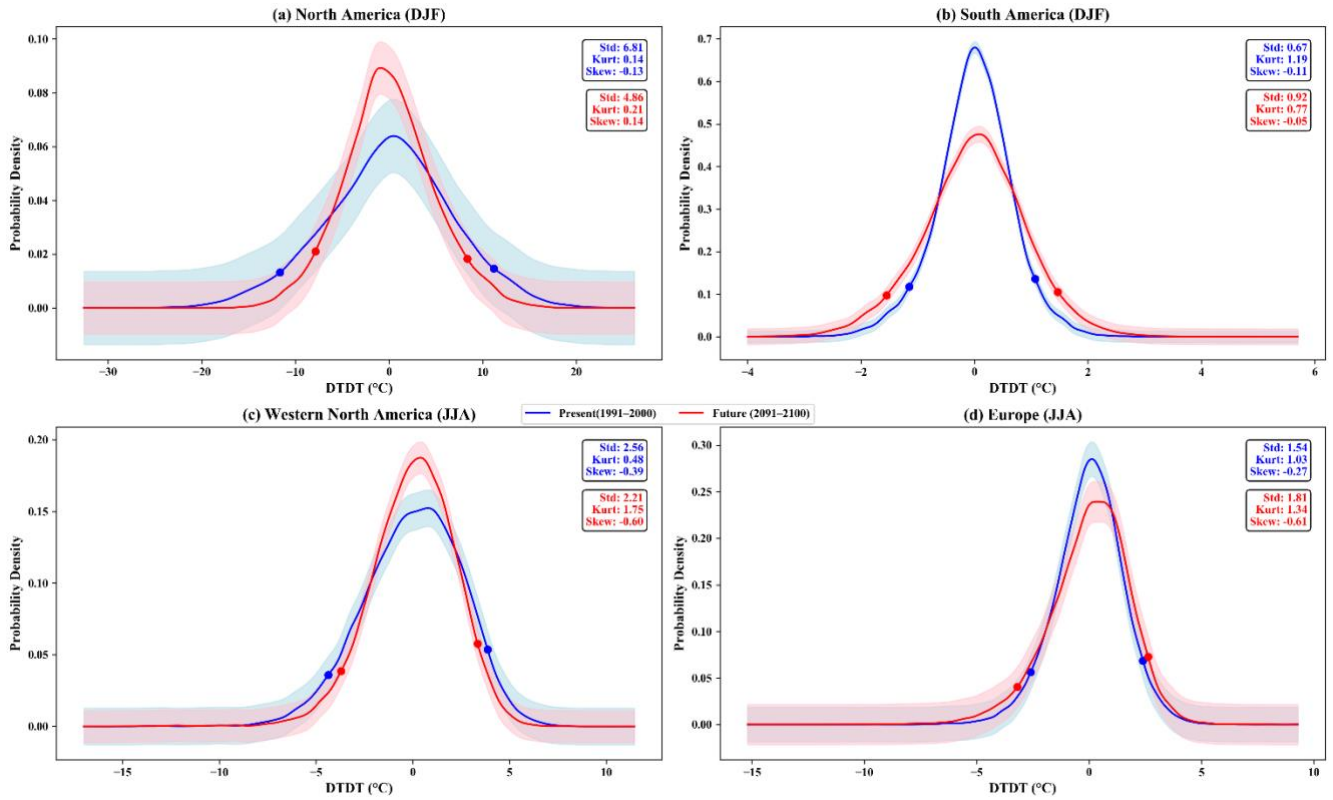 (a) North America (DJF)
Std: 6.81
Kurt: 0.14
Skew: -0.13
Std: 4.86
Kurt: 0.21
Skew: 0.14
0.10
0.08
0.06
0.04
0.02
0.00
Probability Density
−30
−20
−10
0
10
20
DTDT (°C)
(b) South America (DJF)
Std: 0.67
Kurt: 1.19
Skew: -0.11
Std: 0.92
Kurt: 0.77
Skew: -0.05
0.7
0.6
0.5
0.4
0.3
0.2
0.1
0.0
Probability Density
−4
−2
0
2
4
6
DTDT (°C)
(c) Western North America (JJA)
Present(1991–2000)
Future (2091–2100)
Std: 2.56
Kurt: 0.48
Skew: -0.39
Std: 2.21
Kurt: 1.75
Skew: -0.60
0.20
0.15
0.10
0.05
0.00
Probability Density
−15
−10
−5
0
5
10
DTDT (°C)
(d) Europe (JJA)
Std: 1.54
Kurt: 1.03
Skew: -0.27
Std: 1.81
Kurt: 1.34
Skew: -0.61
0.30
0.25
0.20
0.15
0.10
0.05
0.00
Probability Density
−15
−10
−5
0
5
10
DTDT (°C)